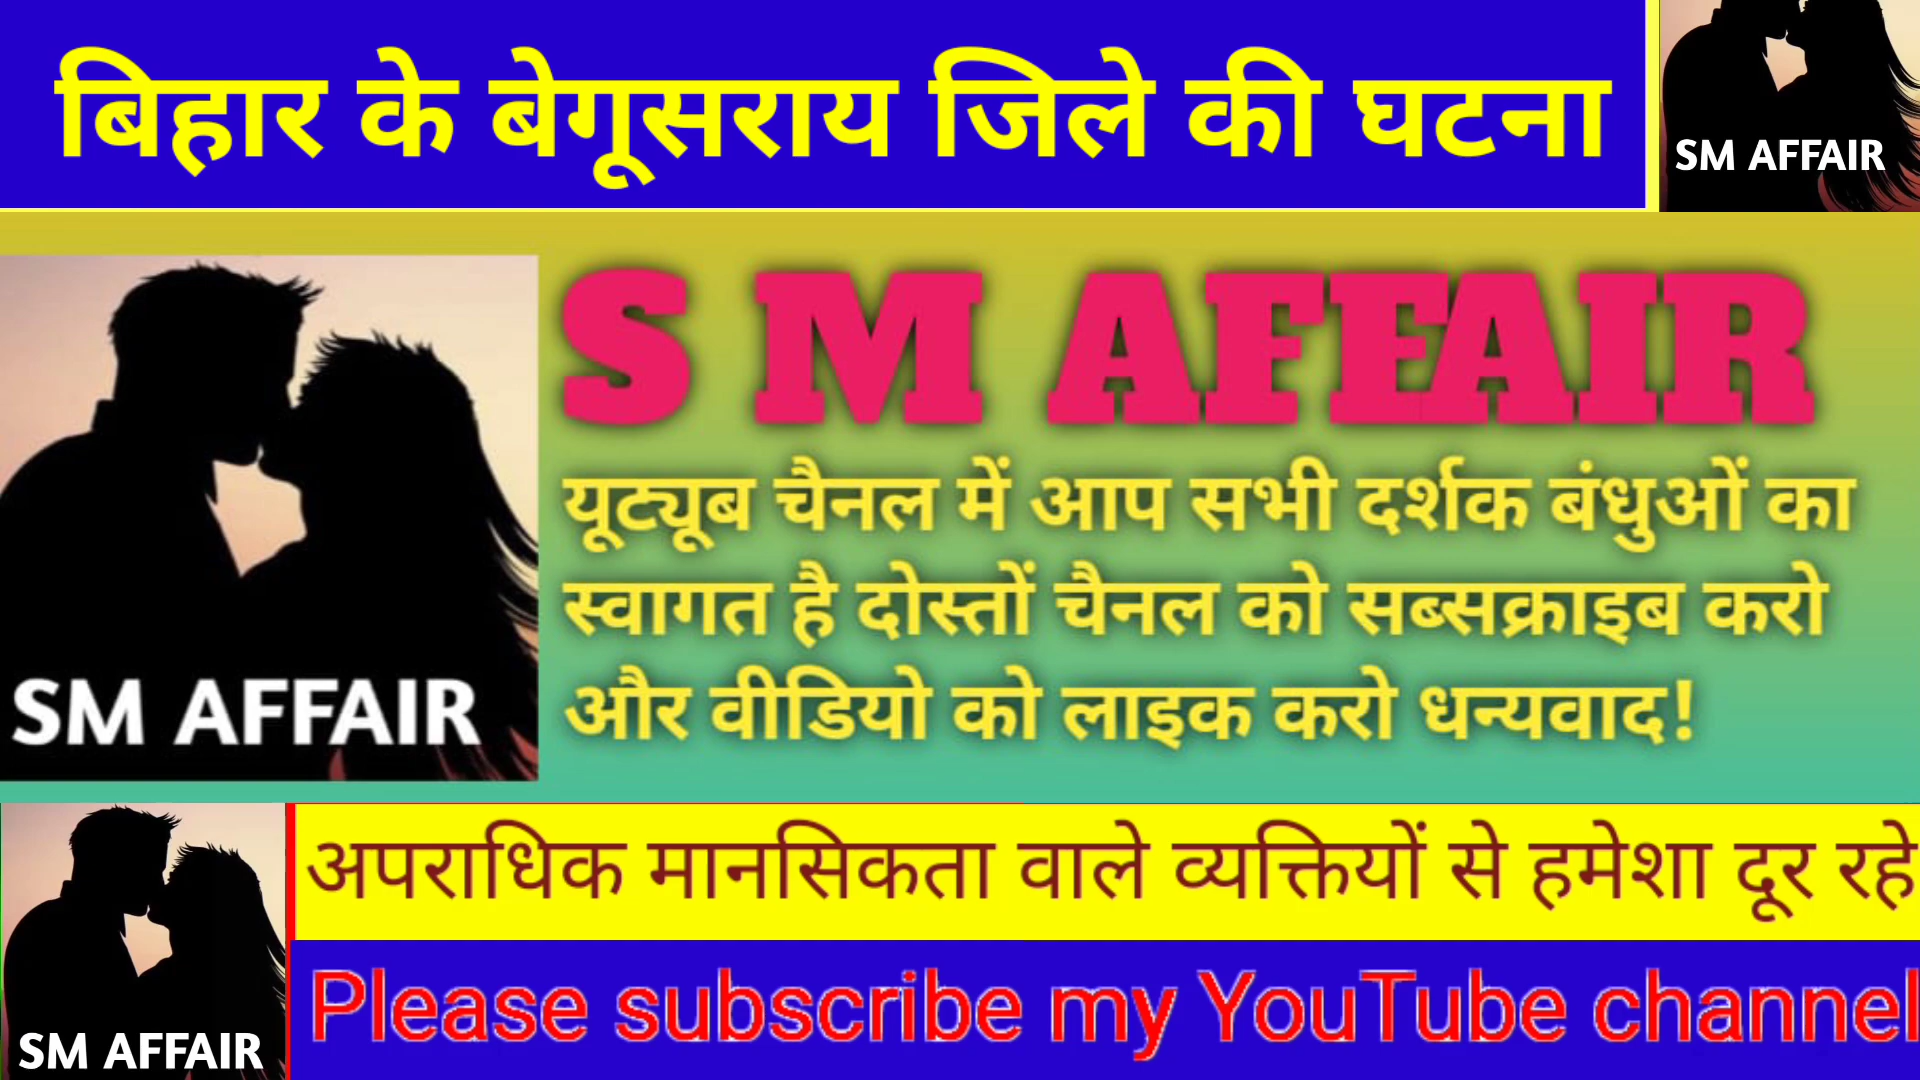 बिहार के बेगूसराय जिले की घटना
SM AFFAIR
S M AFFAIR
यूट्यूब चैनल में आप सभी दर्शक बंधुओं का
स्वागत है दोस्तों चैनल को सब्सक्राइब करो
और वीडियो को लाइक करो धन्यवाद!
SM AFFAIR
अपराधिक मानसिकता वाले व्यक्तियों से हमेशा दूर रहे
Please subscribe my YouTube channel
SM AFFAIR